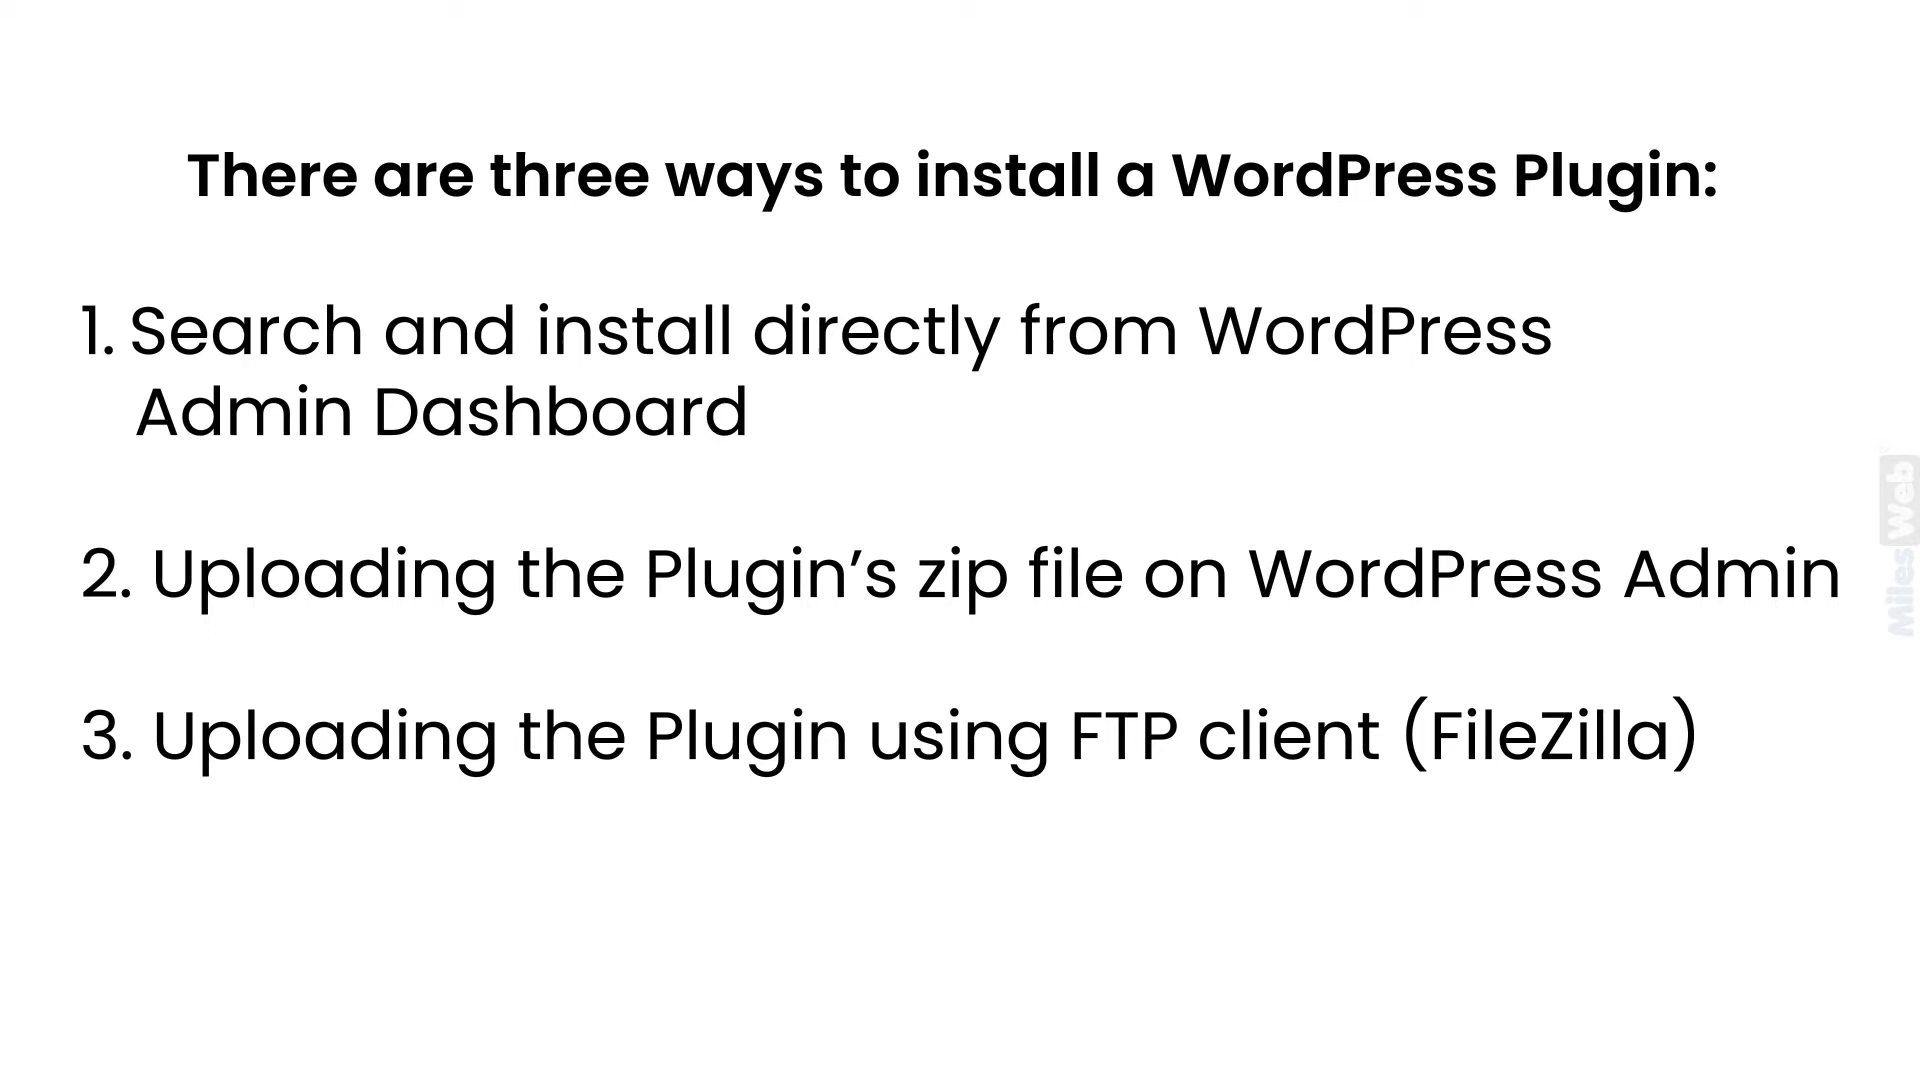 There are three ways to install a WordPress Plugin:
1. Search and install directly from WordPress
Admin Dashboard
2. Uploading the Plugin’s zip file on WordPress Admin
3. Uploading the Plugin using FTP client (FileZilla)
MilesWeb